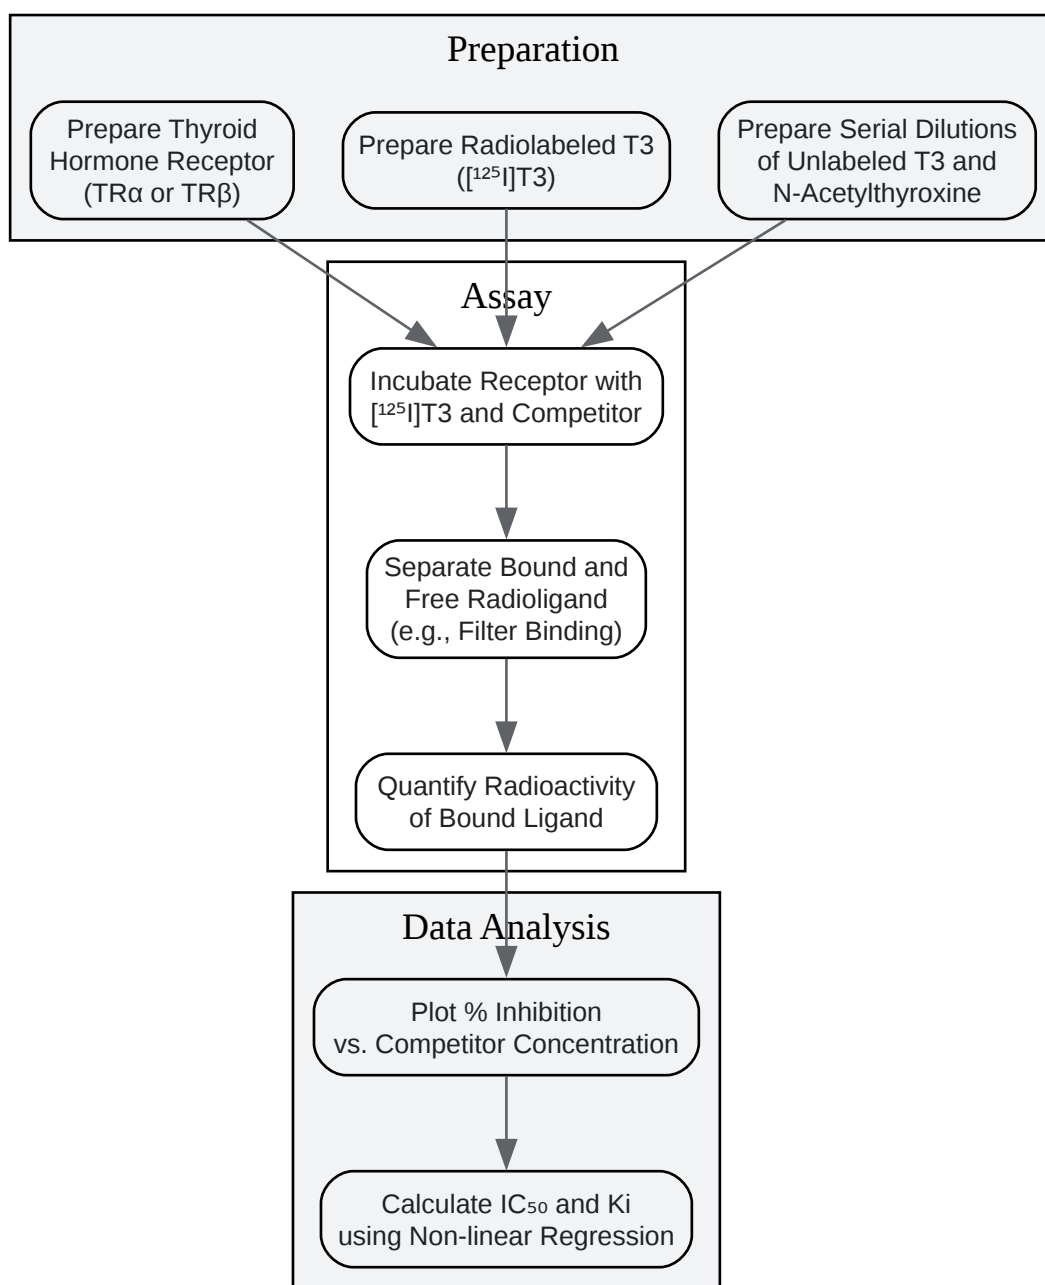 Preparation
Prepare Thyroid
Hormone Receptor
(TRα or TRβ)
Prepare Radiolabeled T3
([¹²⁵I]T3)
Prepare Serial Dilutions
of Unlabeled T3 and
N-Acetylthyroxine
Assay
Incubate Receptor with
[¹²⁵I]T3 and Competitor
Separate Bound and
Free Radioligand
(e.g., Filter Binding)
Quantify Radioactivity
of Bound Ligand
Data Analysis
Plot % Inhibition
vs. Competitor Concentration
Calculate IC₅₀ and Ki
using Non-linear Regression